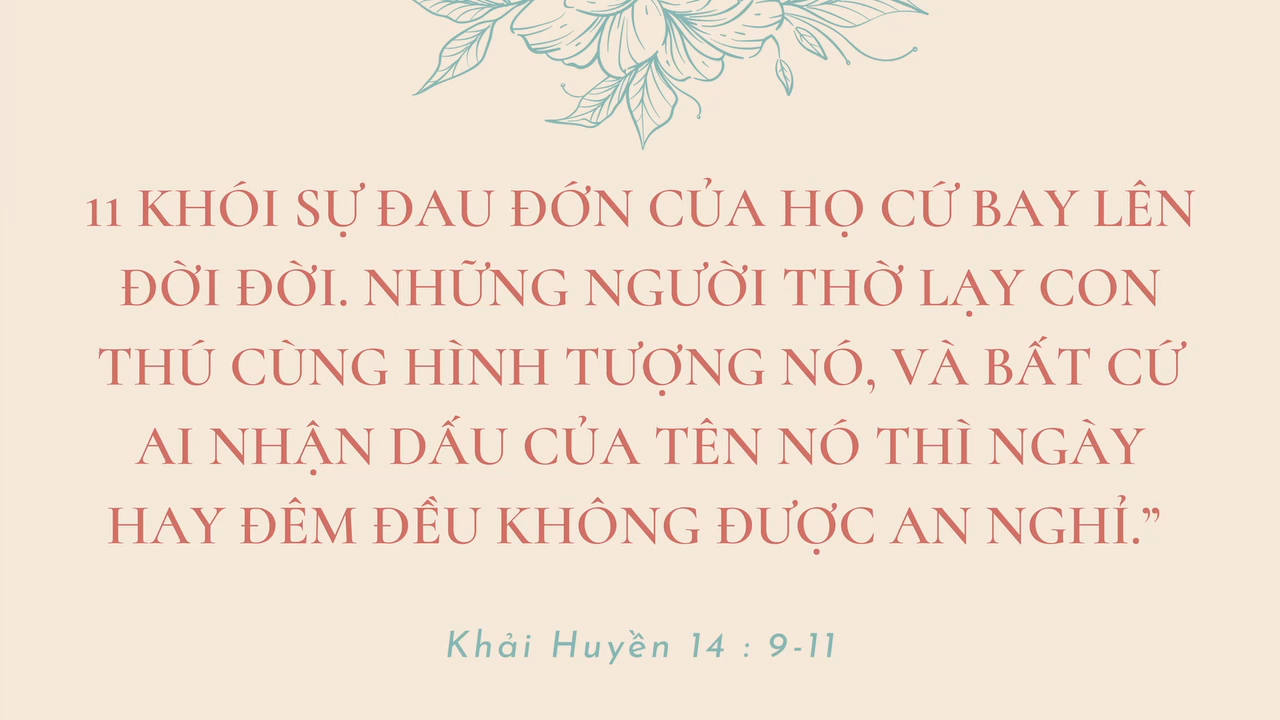 11 KHÓI SỰ ĐAU ĐỚN CỦA HỌ CỨ BAY LÊN
ĐỜI ĐỜI. NHỮNG NGƯỜI THỜ LẠY CON
THÚ CÙNG HÌNH TƯỢNG NÓ, VÀ BẤT CỨ
AI NHẬN DẤU CỦA TÊN NÓ THÌ NGÀY
HAY ĐÊM ĐỀU KHÔNG ĐƯỢC AN NGHỈ.”
Khải Huyền 14 : 9-11